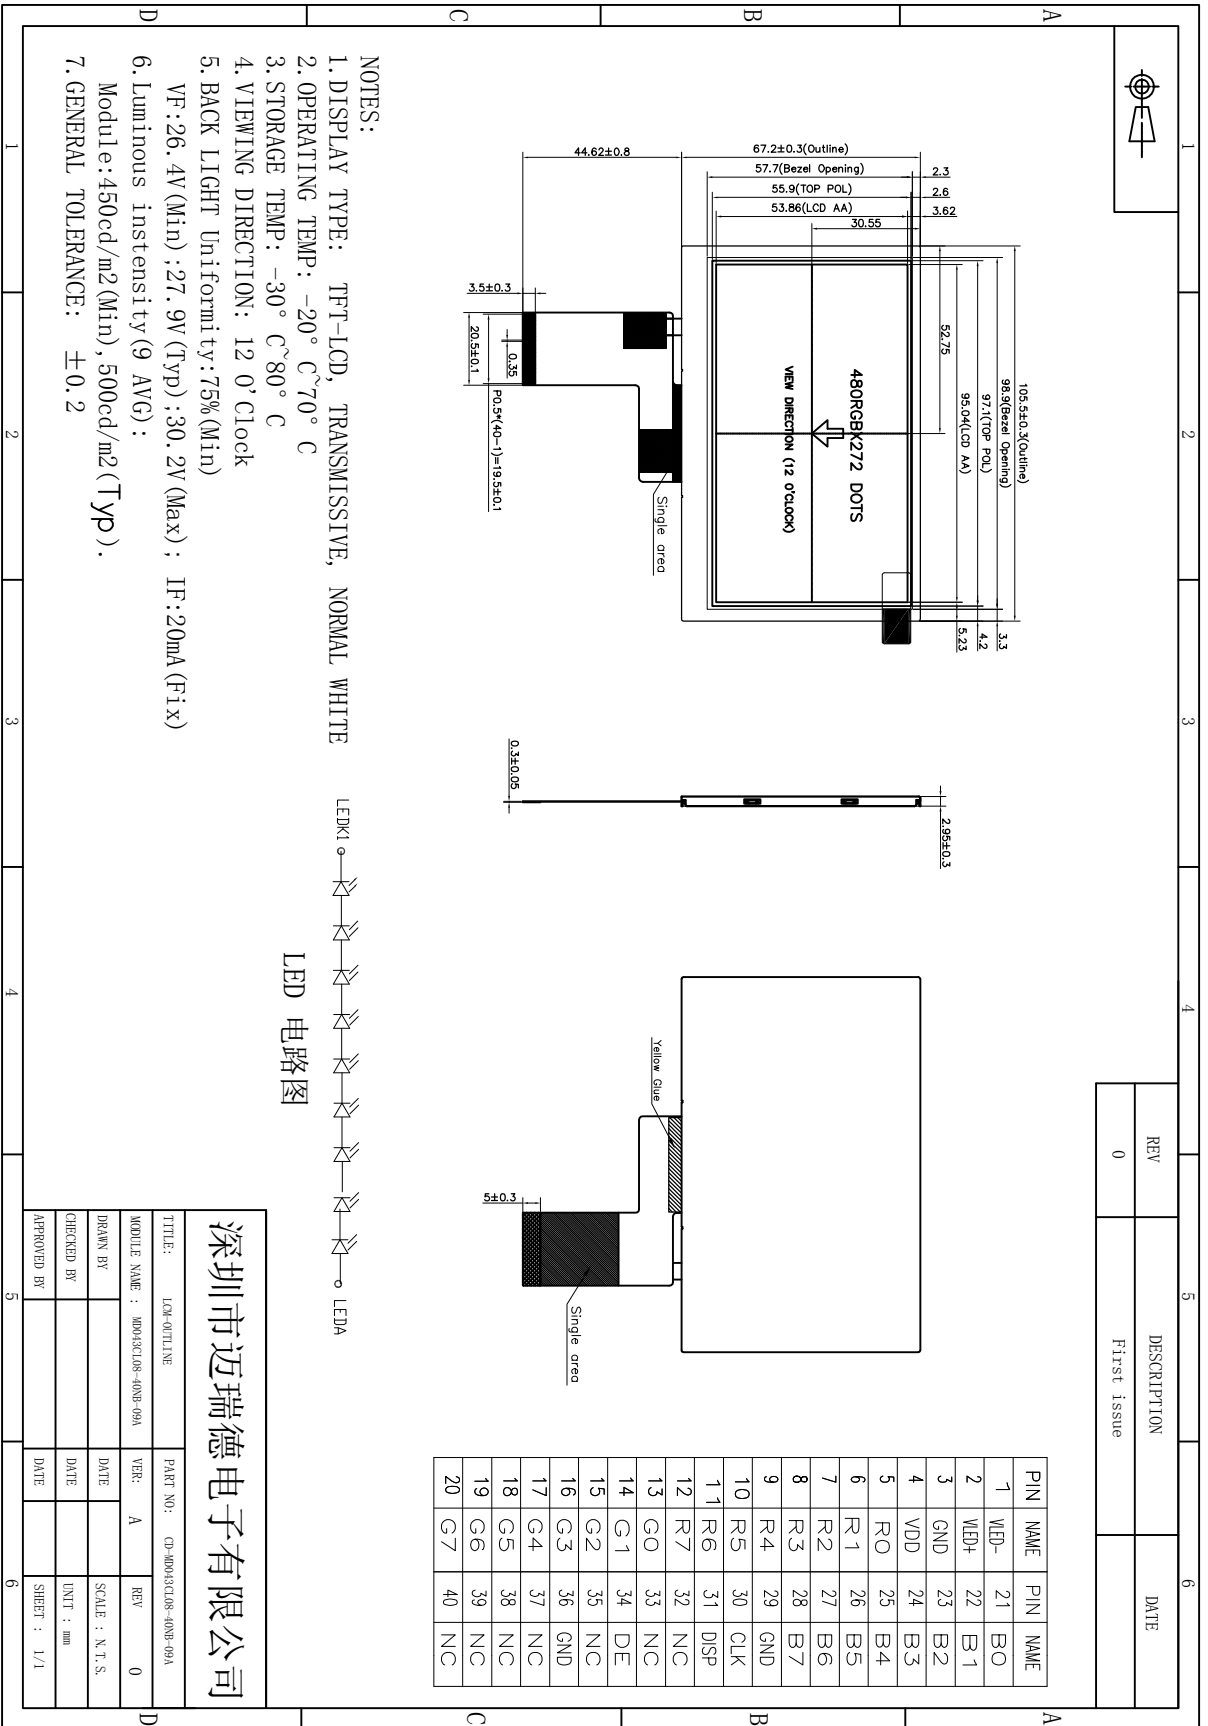 1 2 3 4 5 6
A
B
C
D
REV DESCRIPTION DATE
0 First issue
105.5±0.3(Outline)
98.9(Bezel Opening)
97.1(TOP POL)
95.04(LCD AA)
52.75
3.3
4.2
5.23
67.2±0.3(Outline)
57.7(Bezel Opening)
55.9(TOP POL)
53.86(LCD AA)
30.55
2.3
2.6
3.62
44.62±0.8
480RGBX272 DOTS
VIEW DIRECTION (12 O'CLOCK)
Single area
3.5±0.3
0.35
20.5±0.1
P0.5*(40-1)=19.5±0.1
2.95±0.3
0.3±0.05
Yellow Glue
Single area
5±0.3
PIN NAME PIN NAME
1 VLED- 21 B0
2 VLED+ 22 B1
3 GND 23 B2
4 VDD 24 B3
5 R0 25 B4
6 R1 26 B5
7 R2 27 B6
8 R3 28 B7
9 R4 29 GND
10 R5 30 CLK
11 R6 31 DISP
12 R7 32 NC
13 G0 33 NC
14 G1 34 DE
15 G2 35 NC
16 G3 36 GND
17 G4 37 NC
18 G5 38 NC
19 G6 39 NC
20 G7 40 NC
NOTES:
1.DISPLAY TYPE: TFT-LCD, TRANSMISSIVE, NORMAL WHITE
2.OPERATING TEMP: -20° C~70° C
3.STORAGE TEMP: -30° C~80° C
4.VIEWING DIRECTION: 12 O'Clock
5.BACK LIGHT Uniformity:75%(Min)
VF:26.4V(Min);27.9V(Typ);30.2V(Max); IF:20mA(Fix)
6.Luminous instensity(9 AVG):
Module:450cd/m2(Min),500cd/m2(Typ).
7.GENERAL TOLERANCE: ±0.2
LEDK1
LEDA
LED 电路图
深圳市迈瑞德电子有限公司
TITLE: LCM-OUTLINE PART NO: CD-MD043CL08-40NB-09A
MODULE NAME : MD043CL08-40NB-09A VER: A REV 0
DRAWN BY DATE SCALE : N.T.S.
CHECKED BY DATE UNIT : mm
APPROVED BY DATE SHEET : 1/1
A
B
C
D
1 2 3 4 5 6